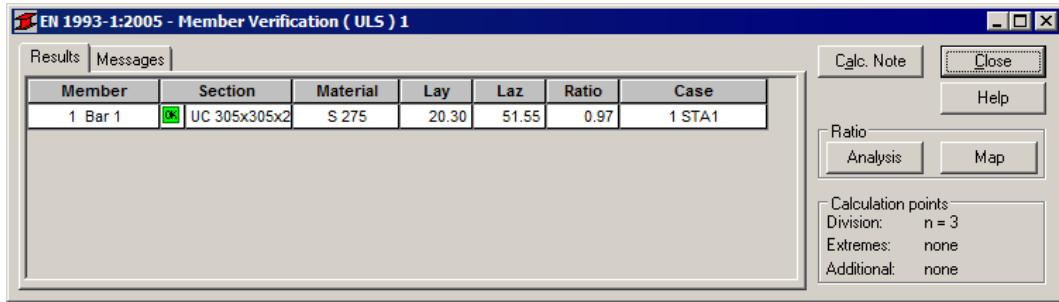 EN 1993-1:2005 - Member Verification ( ULS ) 1
Results Messages
Calc. Note Close
Help
Member Section Material Lay Laz Ratio Case
1 Bar 1 OK UC 305x305x2 S 275 20.30 51.55 0.97 1 STA1
Ratio
Analysis Map
Calculation points
Division: n = 3
Extremes: none
Additional: none